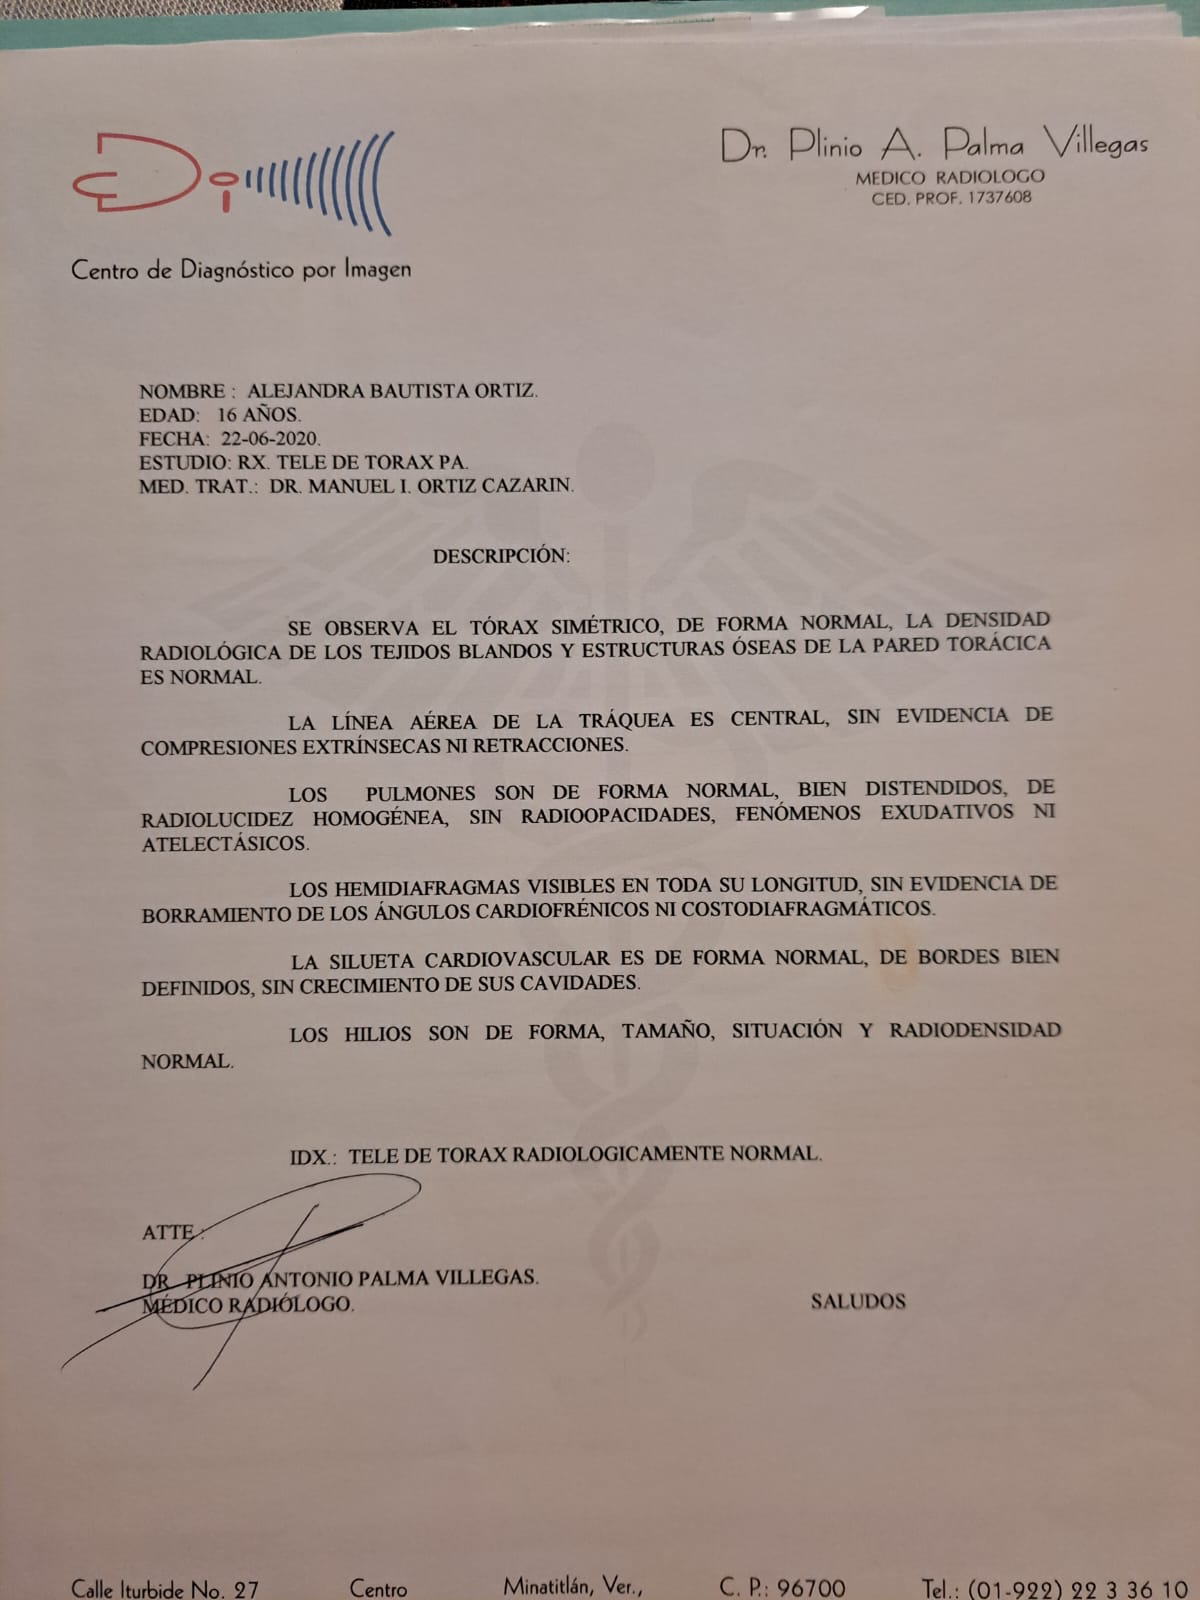 Di
Centro de Diagnóstico por Imagen
Dr. Plinio A. Palma Villegas
MEDICO RADIOLOGO
CED. PROF. 1737608
NOMBRE : ALEJANDRA BAUTISTA ORTIZ.
EDAD: 16 AÑOS.
FECHA: 22-06-2020.
ESTUDIO: RX. TELE DE TORAX PA.
MED. TRAT.: DR. MANUEL I. ORTIZ CAZARIN.
DESCRIPCIÓN:
SE OBSERVA EL TÓRAX SIMÉTRICO, DE FORMA NORMAL, LA DENSIDAD
RADIOLÓGICA DE LOS TEJIDOS BLANDOS Y ESTRUCTURAS ÓSEAS DE LA PARED TORÁCICA
ES NORMAL.
LA LÍNEA AÉREA DE LA TRÁQUEA ES CENTRAL, SIN EVIDENCIA DE
COMPRESIONES EXTRÍNSECAS NI RETRACCIONES.
LOS PULMONES SON DE FORMA NORMAL, BIEN DISTENDIDOS, DE
RADIOLUCIDEZ HOMOGÉNEA, SIN RADIOOPACIDADES, FENÓMENOS EXUDATIVOS NI
ATELECTÁSICOS.
LOS HEMIDIAFRAGMAS VISIBLES EN TODA SU LONGITUD, SIN EVIDENCIA DE
BORRAMIENTO DE LOS ÁNGULOS CARDIOFRÉNICOS NI COSTODIAFRAGMÁTICOS.
LA SILUETA CARDIOVASCULAR ES DE FORMA NORMAL, DE BORDES BIEN
DEFINIDOS, SIN CRECIMIENTO DE SUS CAVIDADES.
LOS HILIOS SON DE FORMA, TAMAÑO, SITUACIÓN Y RADIODENSIDAD
NORMAL.
IDX.: TELE DE TORAX RADIOLOGICAMENTE NORMAL.
ATTE :
DR. PLINIO ANTONIO PALMA VILLEGAS.
MÉDICO RADIÓLOGO.
SALUDOS
Calle Iturbide No. 27 Centro Minatitlán, Ver., C. P.: 96700 Tel.: (01-922) 22 3 36 10